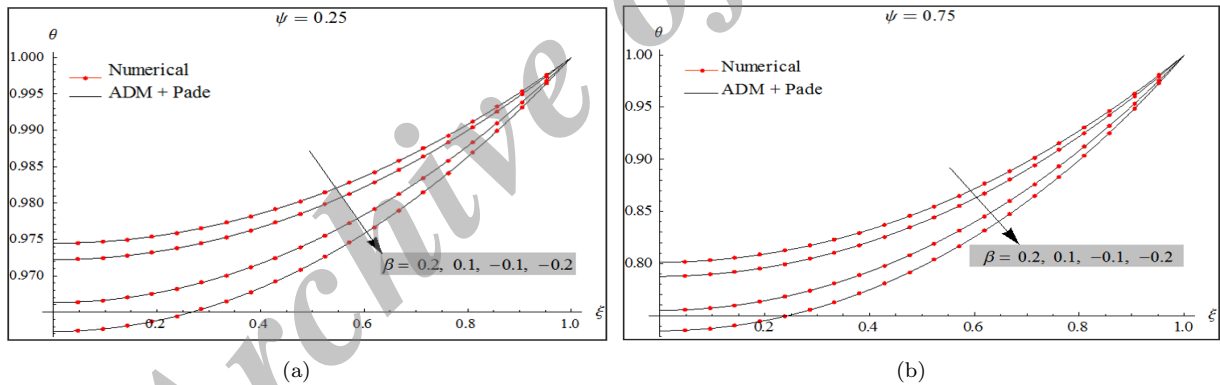 ψ = 0.25
θ
1.000
0.995
0.990
0.985
0.980
0.975
0.970
Numerical
ADM + Pade
β = 0.2, 0.1, −0.1, −0.2
0.2
0.4
0.6
0.8
1.0
ξ
(a)
ψ = 0.75
θ
1.00
0.95
0.90
0.85
0.80
Numerical
ADM + Pade
β = 0.2, 0.1, −0.1, −0.2
0.2
0.4
0.6
0.8
1.0
ξ
(b)
Archive of